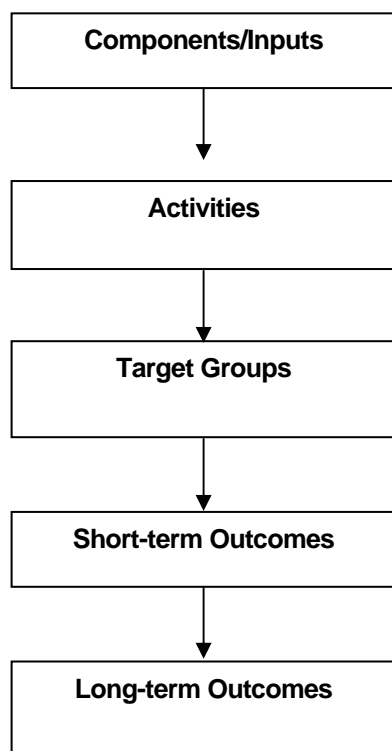 Components/Inputs
Activities
Target Groups
Short-term Outcomes
Long-term Outcomes